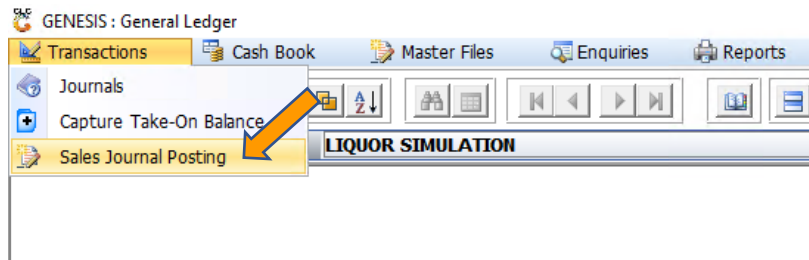 GENESIS : General Ledger
Transactions Cash Book Master Files Enquiries Reports
Journals
Capture Take-On Balance
Sales Journal Posting
LIQUOR SIMULATION